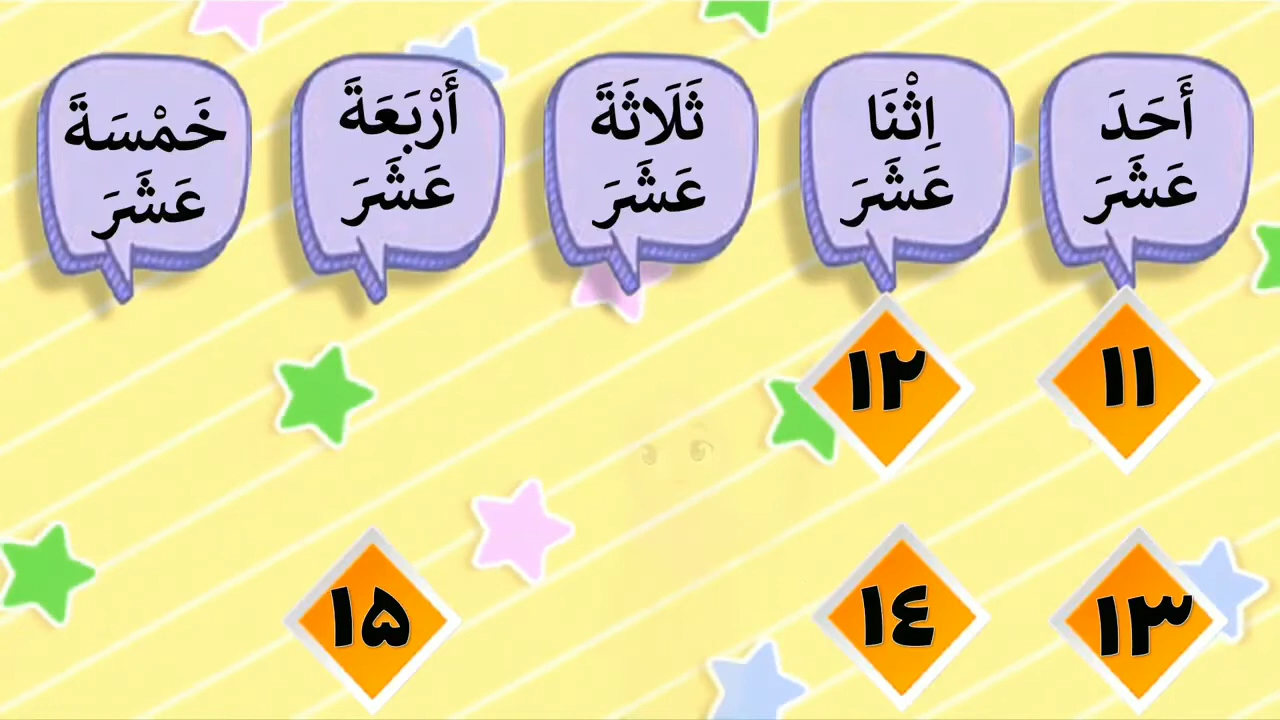 أَحَدَ
عَشَرَ
اِثْنَا
عَشَرَ
ثَلَاثَةَ
عَشَرَ
أَرْبَعَةَ
عَشَرَ
خَمْسَةَ
عَشَرَ
١١
١٢
١٣
١٤
١٥